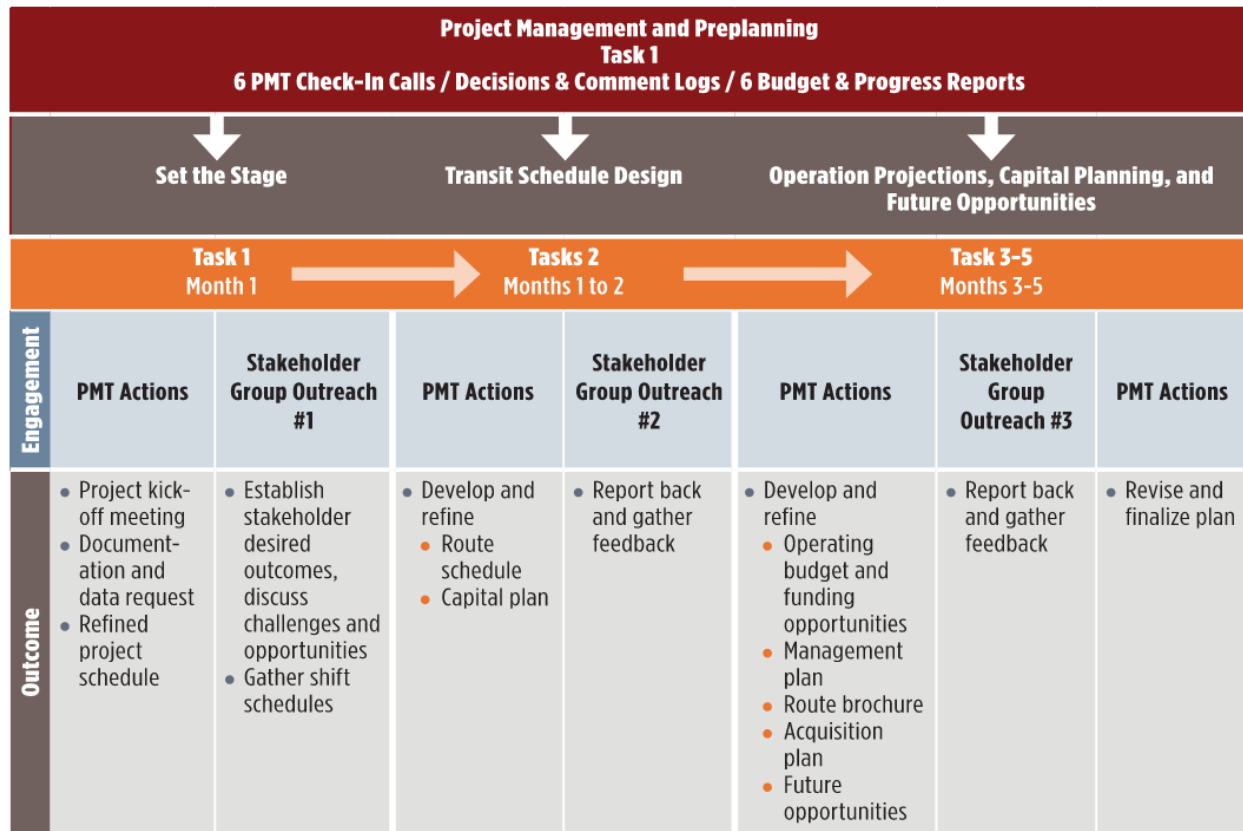 Project Management and Preplanning
Task 1
6 PMT Check-In Calls / Decisions & Comment Logs / 6 Budget & Progress Reports
Set the Stage
Transit Schedule Design
Operation Projections, Capital Planning, and
Future Opportunities
Task 1
Month 1
Tasks 2
Months 1 to 2
Task 3-5
Months 3-5
Engagement
PMT Actions
Stakeholder
Group Outreach
#1
PMT Actions
Stakeholder
Group Outreach
#2
PMT Actions
Stakeholder
Group
Outreach #3
PMT Actions
Outcome
• Project kick-
off meeting
• Document-
ation and
data request
• Refined
project
schedule
• Establish
stakeholder
desired
outcomes,
discuss
challenges and
opportunities
• Gather shift
schedules
• Develop and
refine
• Route
schedule
• Capital plan
• Report back
and gather
feedback
• Develop and
refine
• Operating
budget and
funding
opportunities
• Management
plan
• Route brochure
• Acquisition
plan
• Future
opportunities
• Report back
and gather
feedback
• Revise and
finalize plan